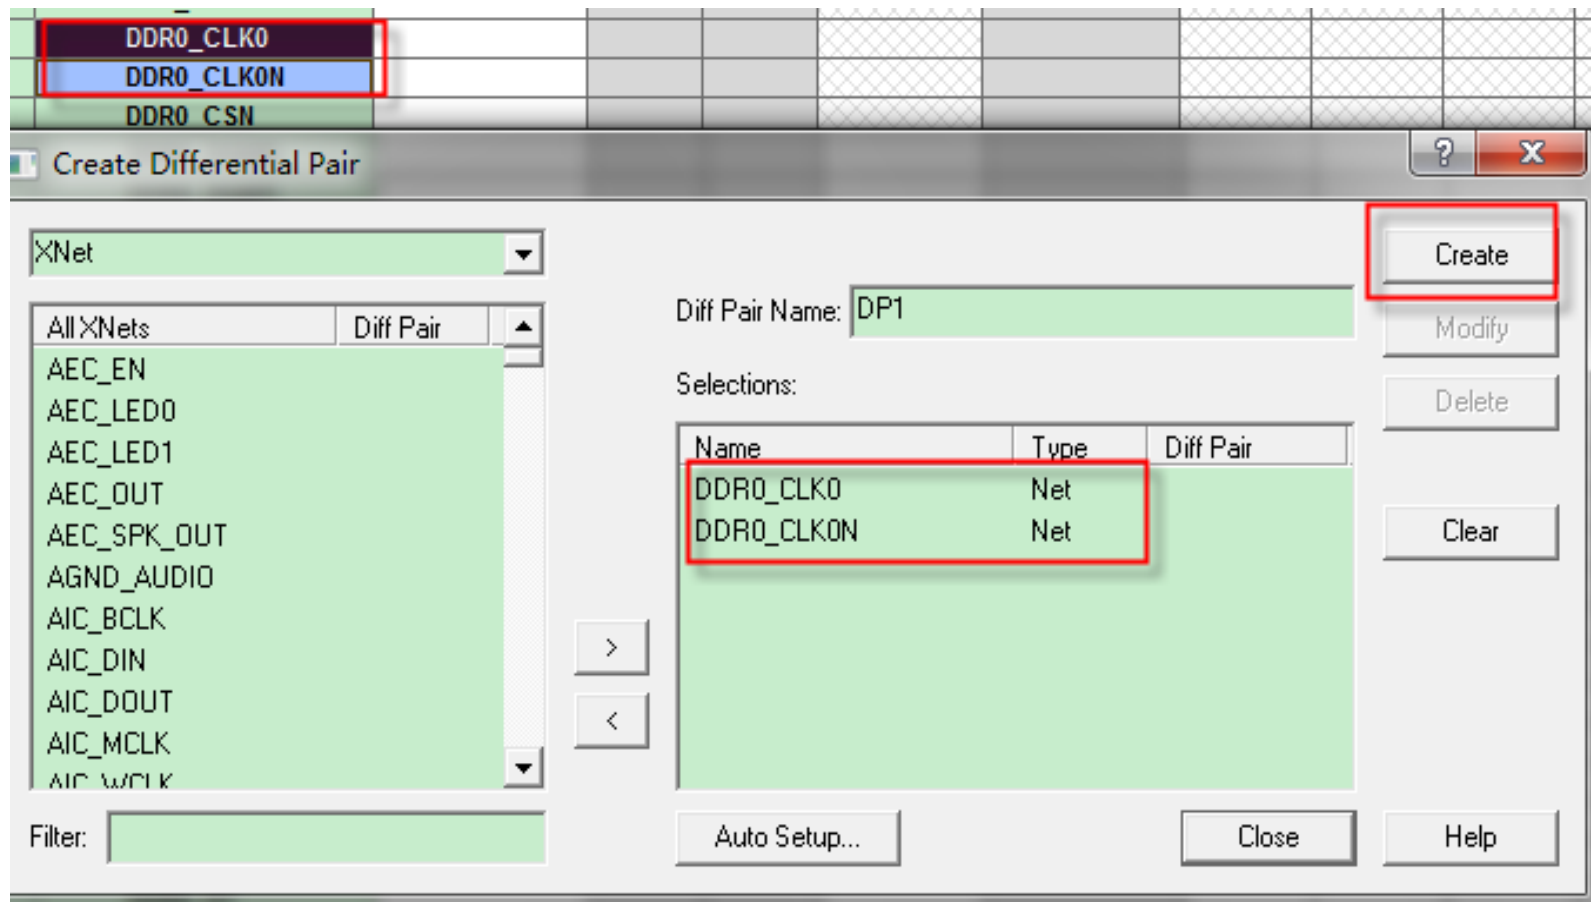 DDR0_CLK0
DDR0_CLK0N
DDR0_CSN
Create Differential Pair
?
X
XNet
Create
Diff Pair Name: DP1
Modify
All XNets Diff Pair
Selections:
Delete
AEC_EN
AEC_LED0
AEC_LED1
AEC_OUT
AEC_SPK_OUT
AGND_AUDIO
AIC_BCLK
AIC_DIN
AIC_DOUT
AIC_MCLK
AIC_WCLK
Name Type Diff Pair
DDR0_CLK0 Net
DDR0_CLK0N Net
Clear
>
<
Filter:
Auto Setup...
Close
Help